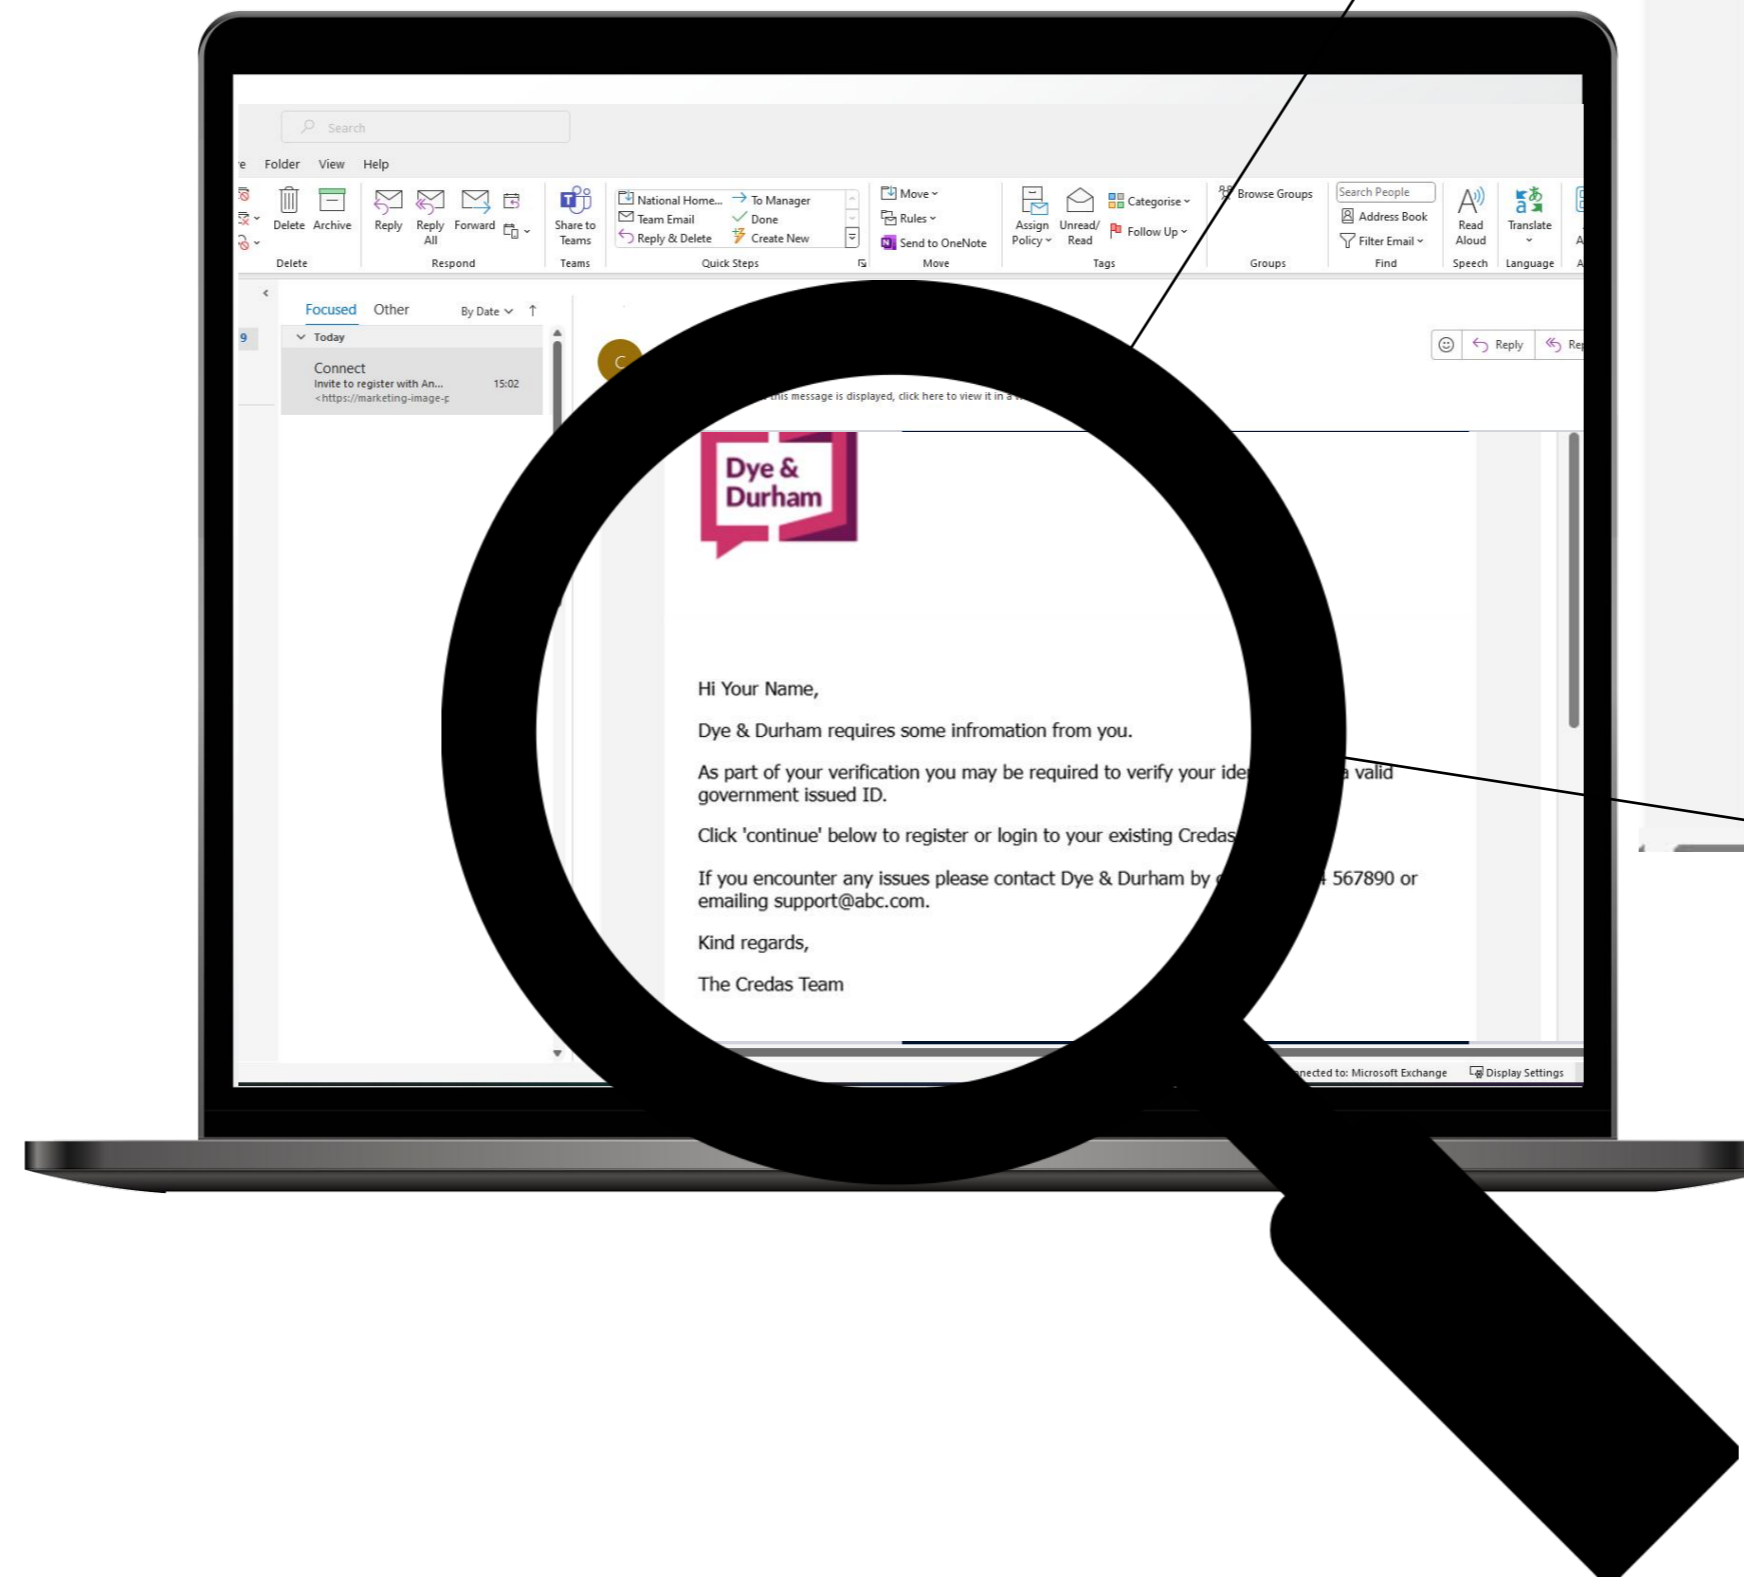 Search
Folder View Help
Delete Archive Reply Reply All Forward Share to Teams National Home... To Manager Team Email Done Reply & Delete Create New Move Rules Send to OneNote Assign Policy Unread/ Read Categorise Follow Up Browse Groups Search People Address Book Filter Email Read Aloud Translate
Delete Respond Teams Quick Steps Move Tags Groups Find Speech Language
Focused Other By Date
9 Today
Connect
Invite to register with An... 15:02
<https://marketing-image-p
Reply
this message is displayed, click here to view it in a
Dye &
Durham
Hi Your Name,
Dye & Durham requires some infromation from you.
As part of your verification you may be required to verify your a valid
government issued ID.
Click 'continue' below to register or login to your existing Credas
If you encounter any issues please contact Dye & Durham by 567890 or
emailing support@abc.com.
Kind regards,
The Credas Team
to: Microsoft Exchange Display Settings